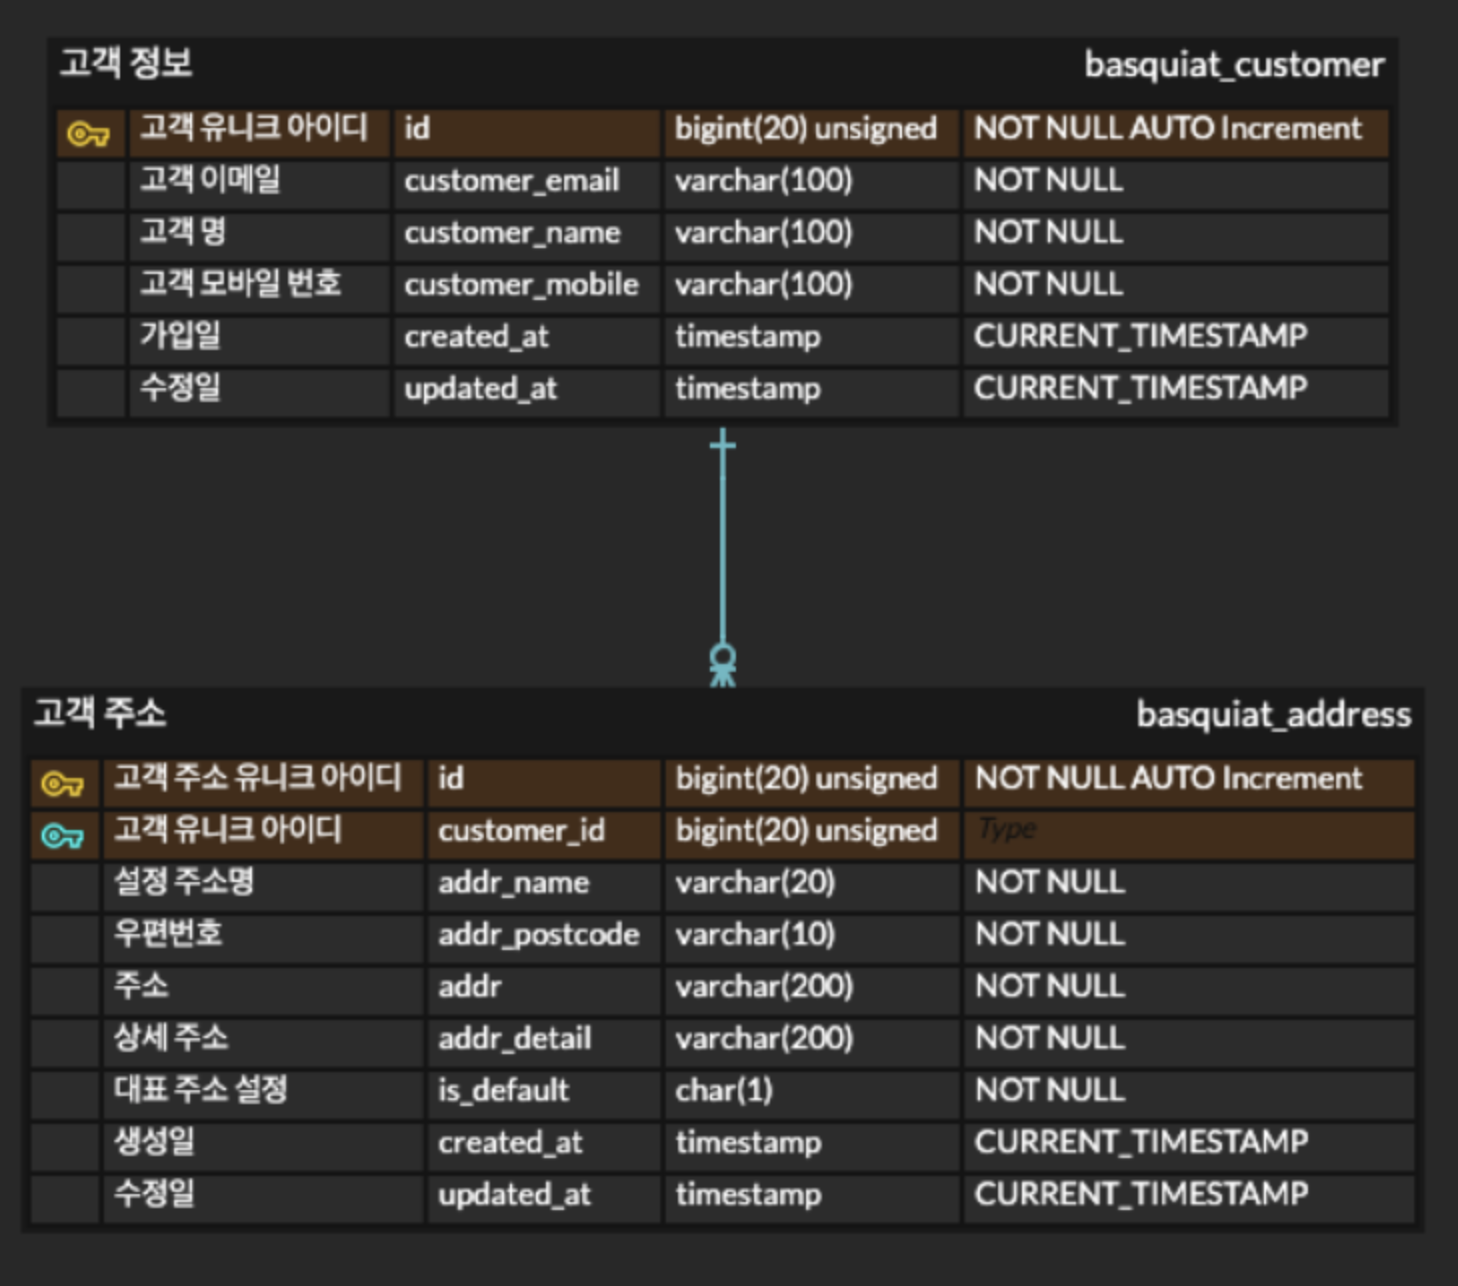 고객 정보 basquiat_customer
고객 유니크 아이디 id bigint(20) unsigned NOT NULL AUTO Increment
고객 이메일 customer_email varchar(100) NOT NULL
고객 명 customer_name varchar(100) NOT NULL
고객 모바일 번호 customer_mobile varchar(100) NOT NULL
가입일 created_at timestamp CURRENT_TIMESTAMP
수정일 updated_at timestamp CURRENT_TIMESTAMP
고객 주소 basquiat_address
고객 주소 유니크 아이디 id bigint(20) unsigned NOT NULL AUTO Increment
고객 유니크 아이디 customer_id bigint(20) unsigned Type
설정 주소명 addr_name varchar(20) NOT NULL
우편번호 addr_postcode varchar(10) NOT NULL
주소 addr varchar(200) NOT NULL
상세 주소 addr_detail varchar(200) NOT NULL
대표 주소 설정 is_default char(1) NOT NULL
생성일 created_at timestamp CURRENT_TIMESTAMP
수정일 updated_at timestamp CURRENT_TIMESTAMP